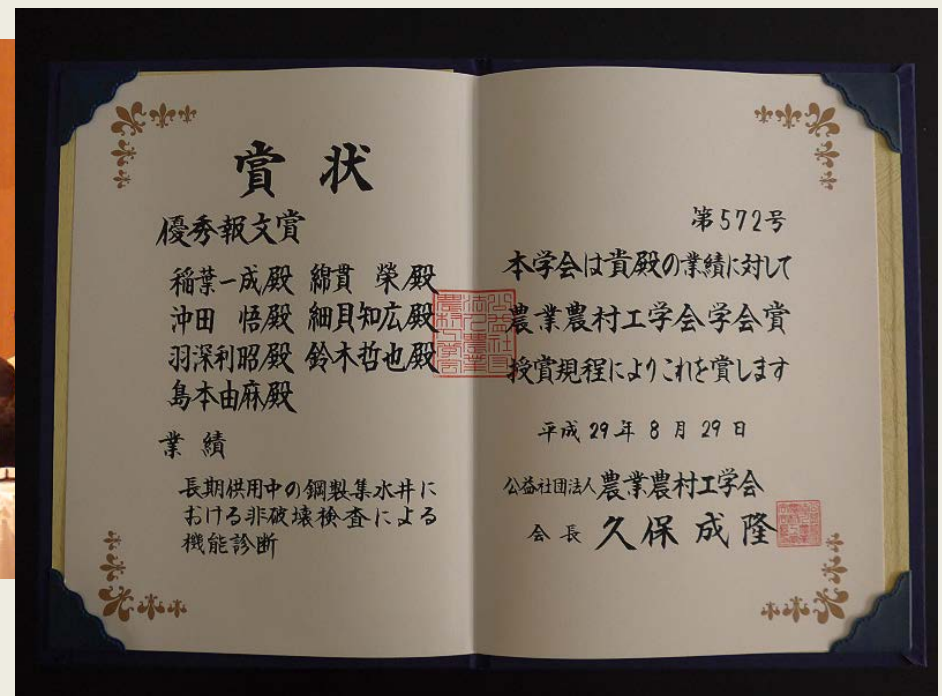 賞状
優秀報文賞
稲葉一成殿 綿貫 榮殿
沖田 悟殿 細貝知広殿
羽深利昭殿 鈴木哲也殿
島本由麻殿
業績
長期供用中の鋼製集水井に
おける非破壊検査による
機能診断
第572号
本学会は貴殿の業績に対して
農業農村工学会学会賞
授賞規程によりこれを賞します
平成29年8月29日
公益社団法人農業農村工学会
会長 久保成隆